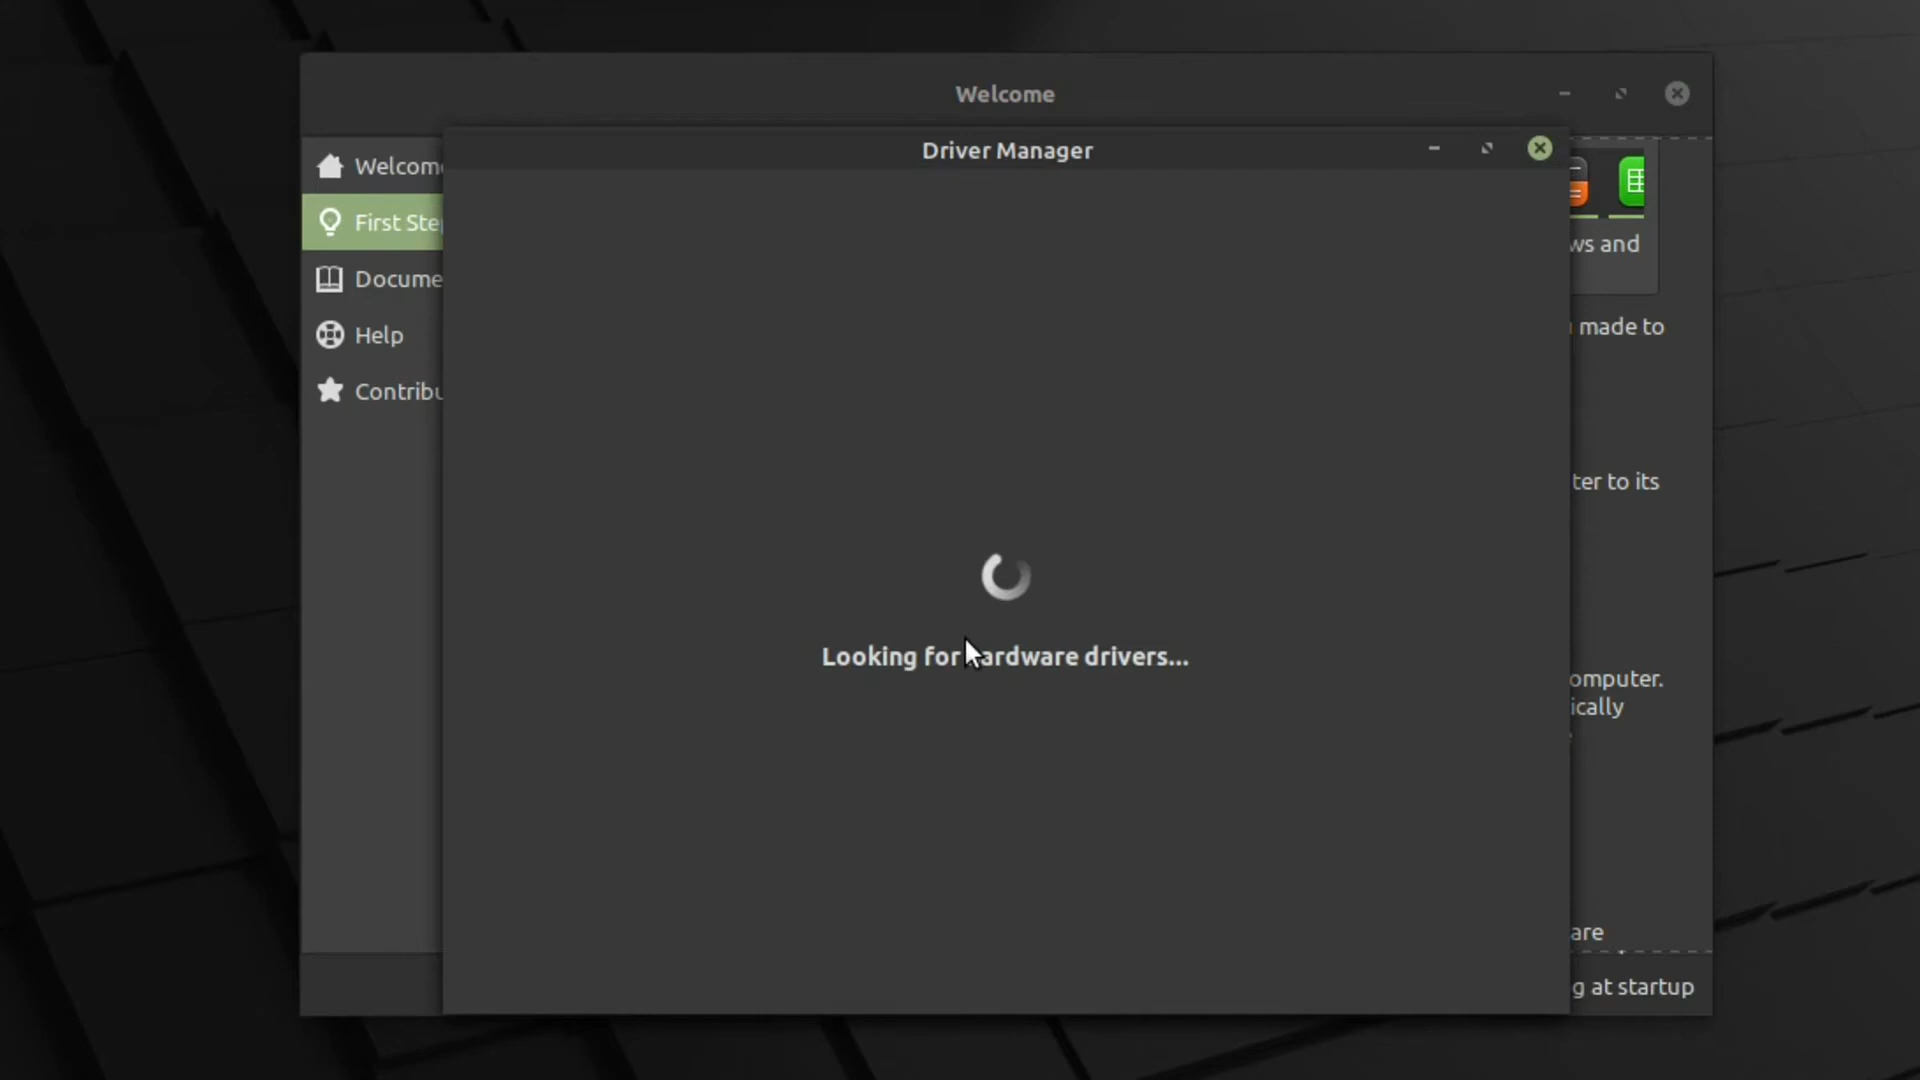 Welcome
Driver Manager
Welcom
First Ste
Docume
Help
Contribu
ws and
made to
ter to its
Looking for hardware drivers...
omputer.
ically
are
g at startup